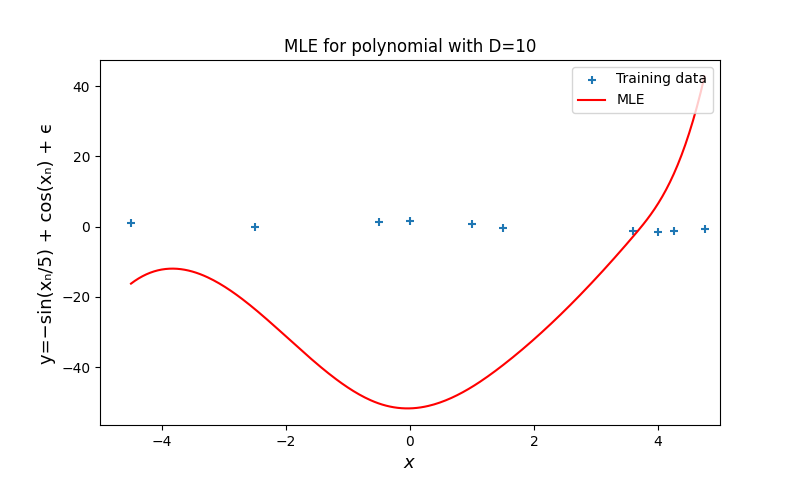 MLE for polynomial with D=10
Training data
MLE
y=−sin(xₙ/5) + cos(xₙ) + ϵ
40
20
0
−20
−40
−4
−2
0
2
4
x